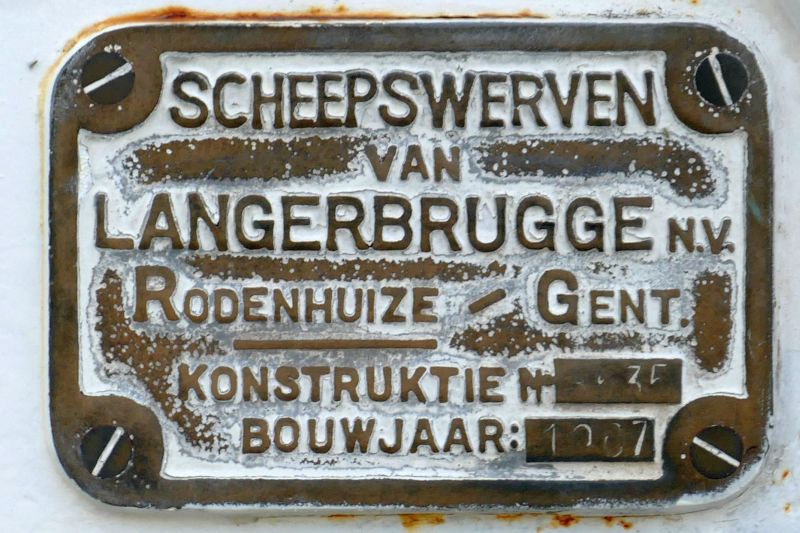 SCHEEPSWERVEN
VAN
LANGERBRUGGE N.V.
RODENHUIZE - GENT.
KONSTRUKTIE Nr
BOUWJAAR: